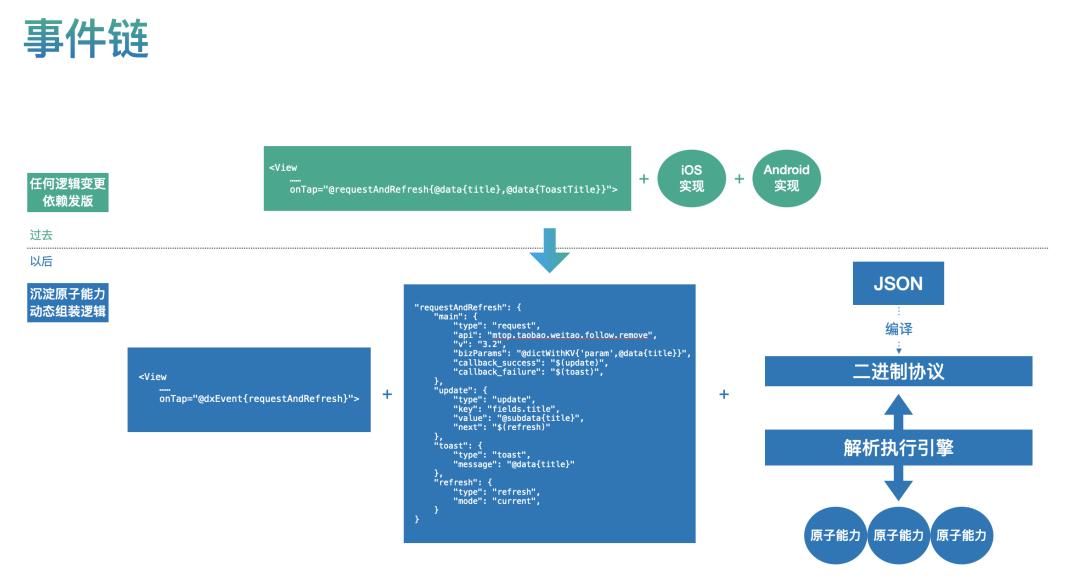 事件链
任何逻辑变更
依赖发版
<View
……
onTap="@requestAndRefresh{@data{title},@data{ToastTitle}}">
+
iOS
实现
+
Android
实现
过去
以后
沉淀原子能力
动态组装逻辑
<View
……
onTap="@dxEvent{requestAndRefresh}">
+
"requestAndRefresh": {
"main": {
"type": "request",
"api": "mtop.taobao.weitao.follow.remove",
"v": "3.2",
"bizParams": "@dictWithKV{'param',@data{title}}",
"callback_success": "$(update)",
"callback_failure": "$(toast)",
},
"update": {
"type": "update",
"key": "fields.title",
"value": "@subdata{title}",
"next": "$(refresh)"
},
"toast": {
"type": "toast",
"message": "@data{title}"
},
"refresh": {
"type": "refresh",
"mode": "current",
}
}
+
JSON
编译
二进制协议
解析执行引擎
原子能力
原子能力
原子能力